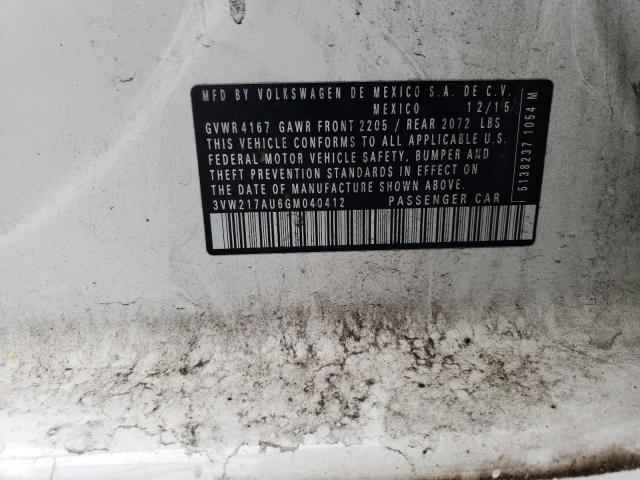 MFD BY VOLKSWAGEN DE MEXICO S.A. DE C.V.
MEXICO 12/15
GVWR 4167 GAWR FRONT 2205 / REAR 2072 LBS
THIS VEHICLE CONFORMS TO ALL APPLICABLE U.S.
FEDERAL MOTOR VEHICLE SAFETY, BUMPER AND
THEFT PREVENTION STANDARDS IN EFFECT ON
THE DATE OF MANUFACTURE SHOWN ABOVE.
3VW217AU6GM040412 PASSENGER CAR
5138237 1054 M